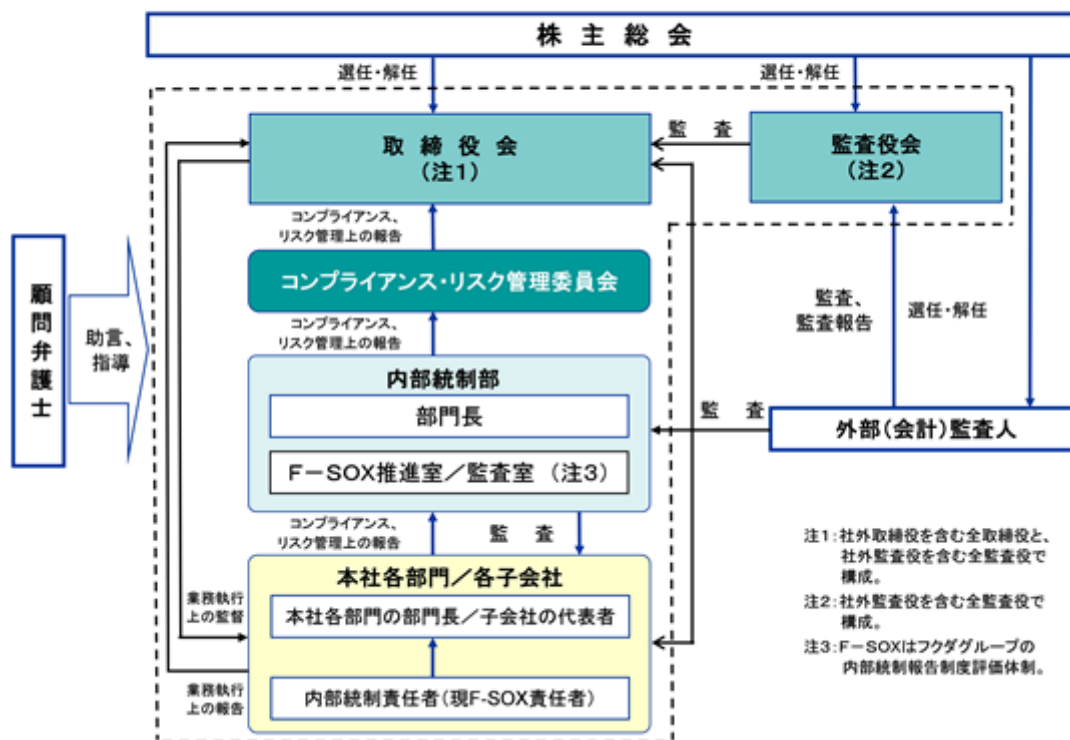 株主総会
選任・解任
選任・解任
取締役会
(注1)
監 査
監査役会
(注2)
コンプライアンス、
リスク管理上の報告
コンプライアンス・リスク管理委員会
顧問弁護士
助言、
指導
コンプライアンス、
リスク管理上の報告
監査、
監査報告
選任・解任
内部統制部
部門長
監 査
外部(会計)監査人
F-SOX推進室/監査室 (注3)
コンプライアンス、
リスク管理上の報告
監 査
本社各部門/各子会社
業務執行
上の監督
本社各部門の部門長/子会社の代表者
業務執行
上の報告
内部統制責任者(現F-SOX責任者)
注1:社外取締役を含む全取締役と、
社外監査役を含む全監査役で
構成。
注2:社外監査役を含む全監査役で
構成。
注3:F-SOXはフクダグループの
内部統制報告制度評価体制。